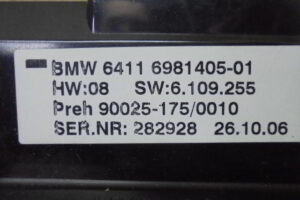 BMW 6411 6981405-01
HW:08 SW:6.109.255
Preh 90025-175/0010
SER.NR: 282928 26.10.06